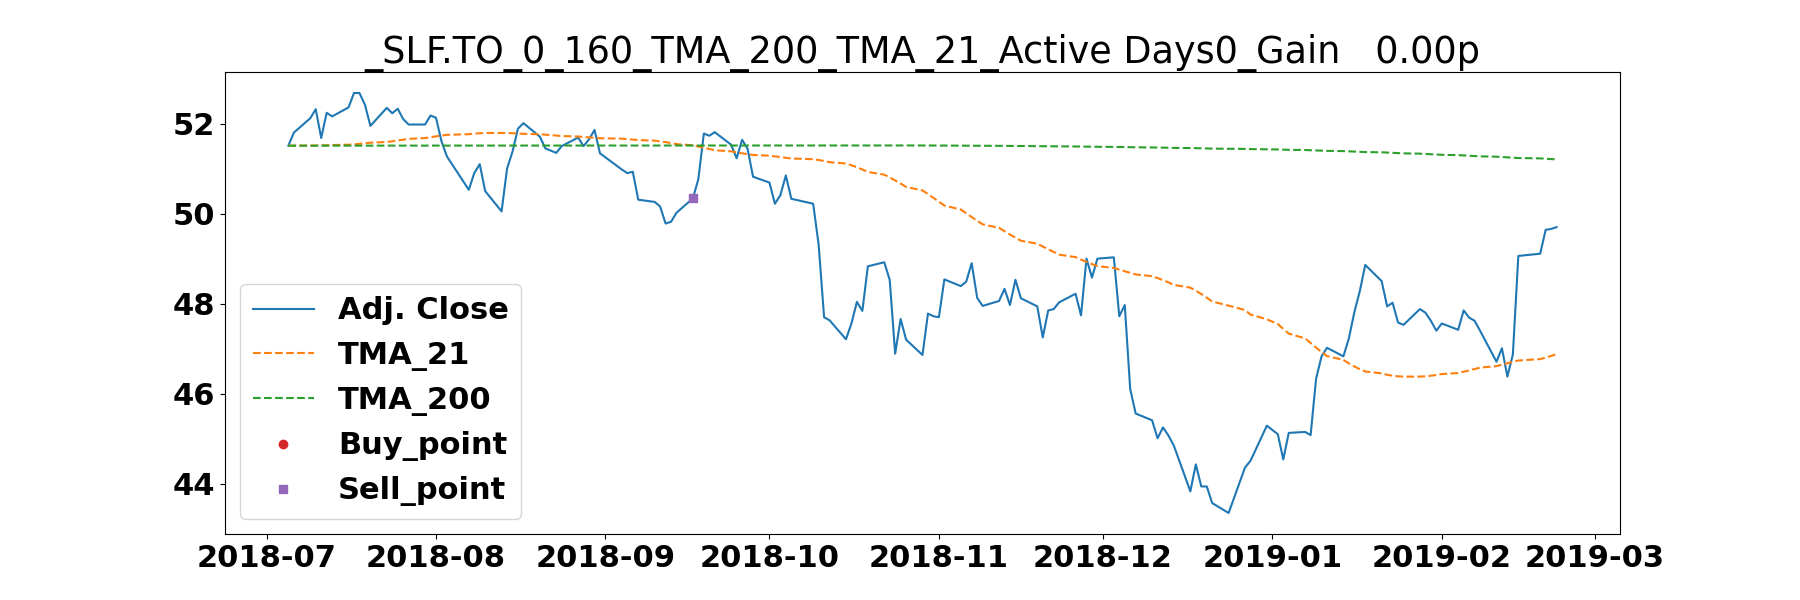 _SLF.TO_0_160_TMA_200_TMA_21_Active Days0_Gain   0.00p
52
50
48
46
44
Adj. Close
TMA_21
TMA_200
Buy_point
Sell_point
2018-07 2018-08 2018-09 2018-10 2018-11 2018-12 2019-01 2019-02 2019-03